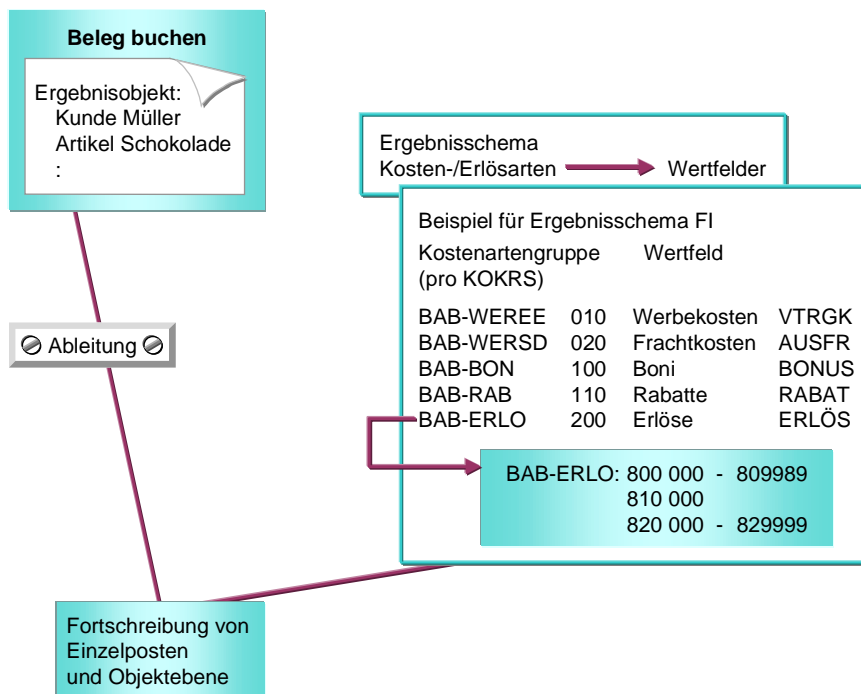 Beleg buchen
Ergebnisobjekt:
Kunde Müller
Artikel Schokolade
:
Ergebnisschema
Kosten-/Erlösarten Wertfelder
Beispiel für Ergebnisschema FI
Kostenartengruppe Wertfeld
(pro KOKRS)
BAB-WEREE 010 Werbekosten VTRGK
BAB-WERSD 020 Frachtkosten AUSFR
BAB-BON 100 Boni BONUS
BAB-RAB 110 Rabatte RABAT
BAB-ERLO 200 Erlöse ERLÖS
BAB-ERLO: 800 000 - 809989
810 000
820 000 - 829999
Ableitung
Fortschreibung von
Einzelposten
und Objektebene